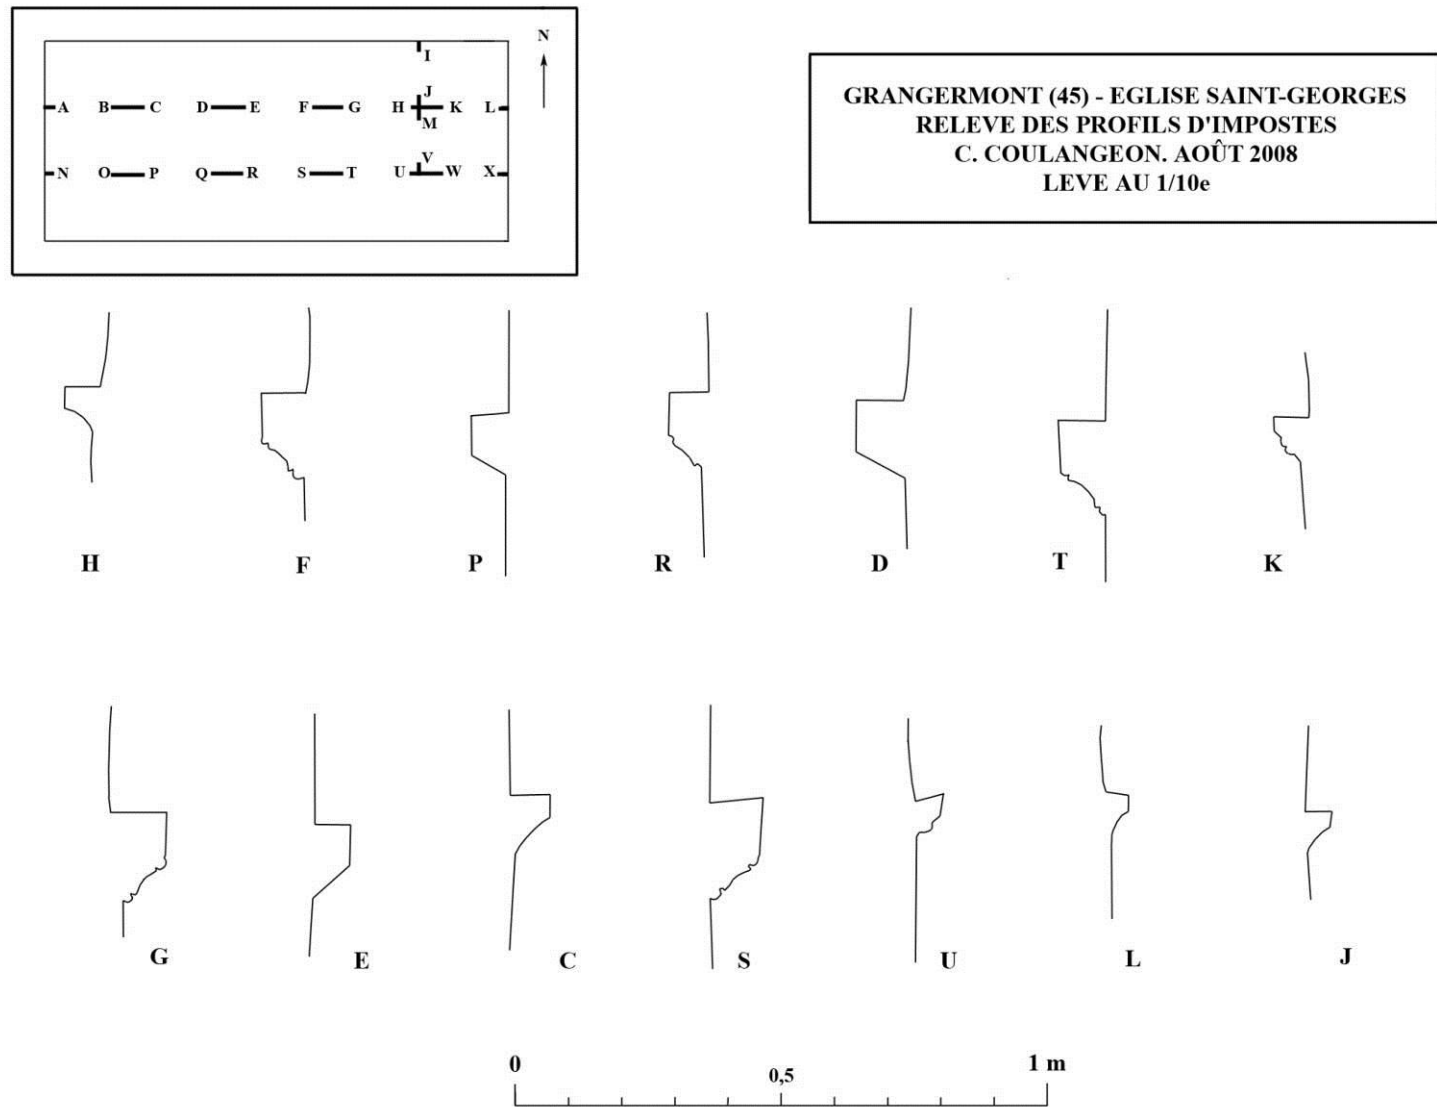 N
I
J
A B C D E F G H K L
M
V
N O P Q R S T U W X
GRANGERMONT (45) - EGLISE SAINT-GEORGES
RELEVE DES PROFILS D'IMPOSTES
C. COULANGEON. AOÛT 2008
LEVE AU 1/10e
H F P R D T K
G E C S U L J
0 0,5 1 m